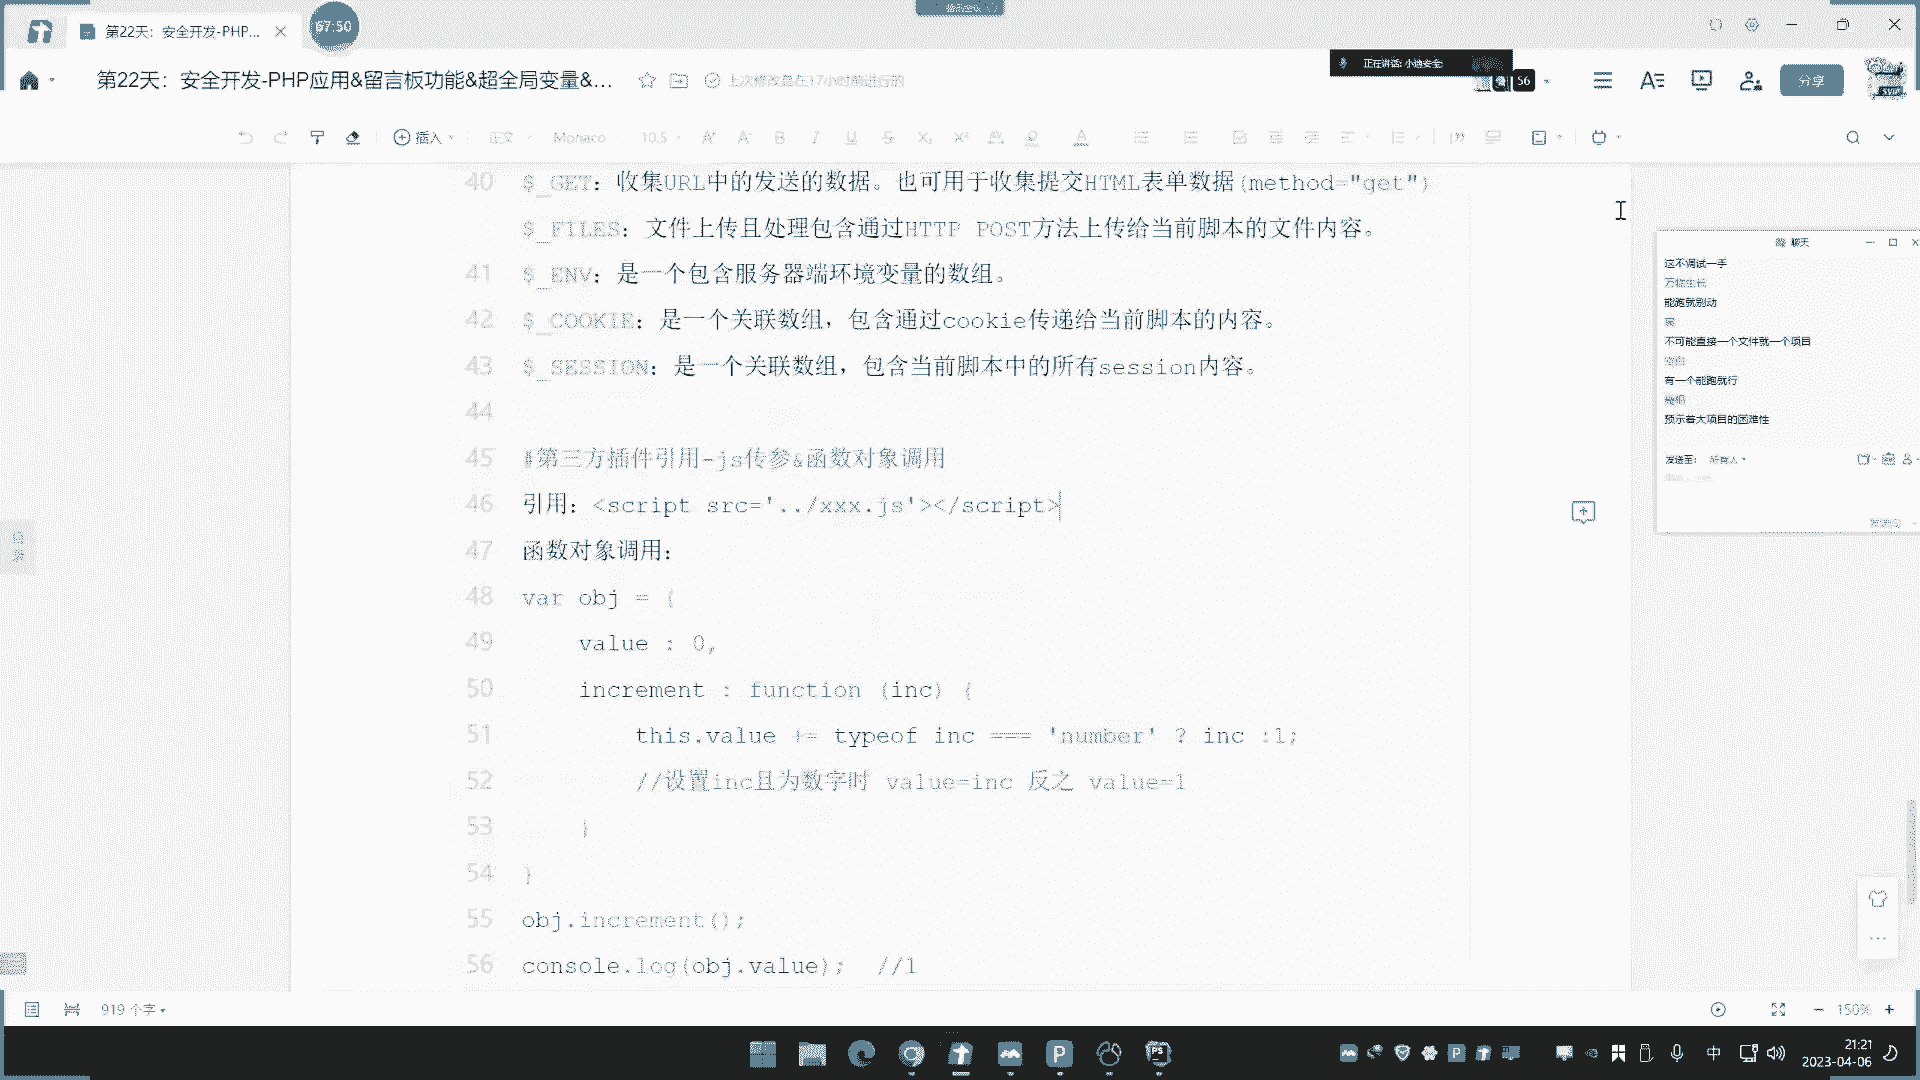 第22天：安全开发-PHP...
67:50
第22天：安全开发-PHP应用&留言板功能&超全局变量&...
上次修改是在17小时前进行的
正在讲话: 小迪安全:
56
分享
插入
正文
Monaco
10.5
40 $_GET：收集URL中的发送的数据。也可用于收集提交HTML表单数据(method="get")
$_FILES：文件上传且处理包含通过HTTP POST方法上传给当前脚本的文件内容。
41 $_ENV：是一个包含服务器端环境变量的数组。
42 $_COOKIE：是一个关联数组，包含通过cookie传递给当前脚本的内容。
43 $_SESSION：是一个关联数组，包含当前脚本中的所有session内容。
44
45 #第三方插件引用-js传参&函数对象调用
46 引用：<script src='../xxx.js'></script>
47 函数对象调用：
48 var obj = {
49 value : 0,
50 increment : function (inc) {
51 this.value += typeof inc === 'number' ? inc :1;
52 //设置inc且为数字时 value=inc 反之 value=1
53 }
54 }
55 obj.increment();
56 console.log(obj.value);  //1
聊天
这不调试一手
万物生长
能跑就别动
不可能直接一个文件就一个项目
有一个能跑就行
预示着大项目的困难性
发送至: 所有人
919 个字
150%
中
21:21
2023-04-06